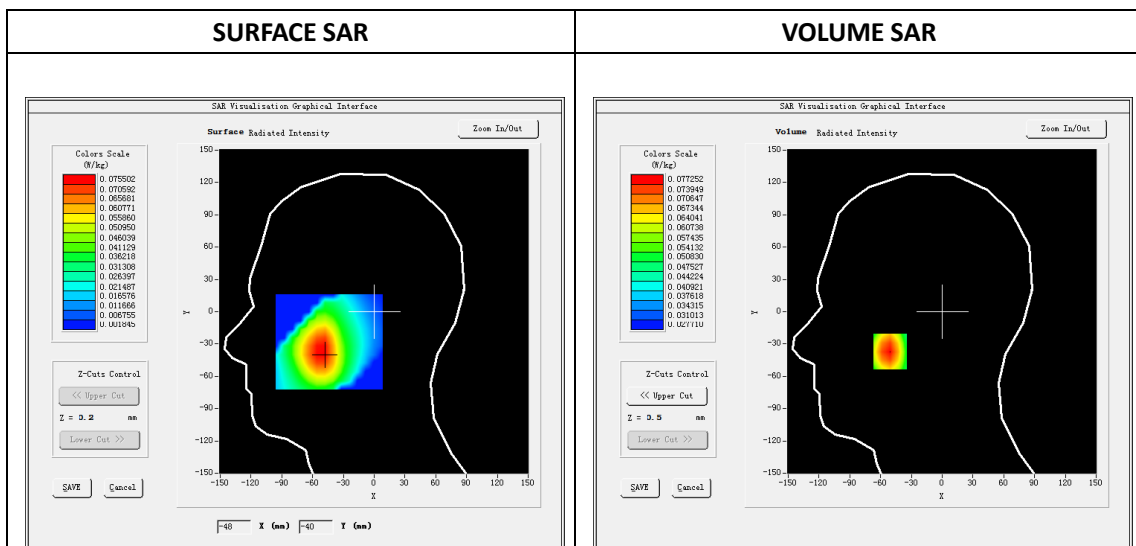 SURFACE SAR
VOLUME SAR
SAR Visualisation Graphical Interface
Surface Radiated Intensity
Zoom In/Out
Colors Scale
(W/kg)
0.075502
0.070592
0.065681
0.060771
0.055860
0.050950
0.046039
0.041129
0.036218
0.031308
0.026397
0.021487
0.016576
0.011666
0.006755
0.001845
Z-Cuts Control
<< Upper Cut
Z = 0.2 mm
Lower Cut >>
SAVE Cancel
150
120
90
60
30
0
-30
-60
-90
-120
-150
Y
-150 -120 -90 -60 -30 0 30 60 90 120 150
X
-48 X (mm) -40 Y (mm)
SAR Visualisation Graphical Interface
Volume Radiated Intensity
Zoom In/Out
Colors Scale
(W/kg)
0.077252
0.073949
0.070647
0.067344
0.064041
0.060738
0.057435
0.054132
0.050830
0.047527
0.044224
0.040921
0.037618
0.034315
0.031013
0.027710
Z-Cuts Control
<< Upper Cut
Z = 0.5 mm
Lower Cut >>
SAVE Cancel
150
120
90
60
30
0
-30
-60
-90
-120
-150
Y
-150 -120 -90 -60 -30 0 30 60 90 120 150
X